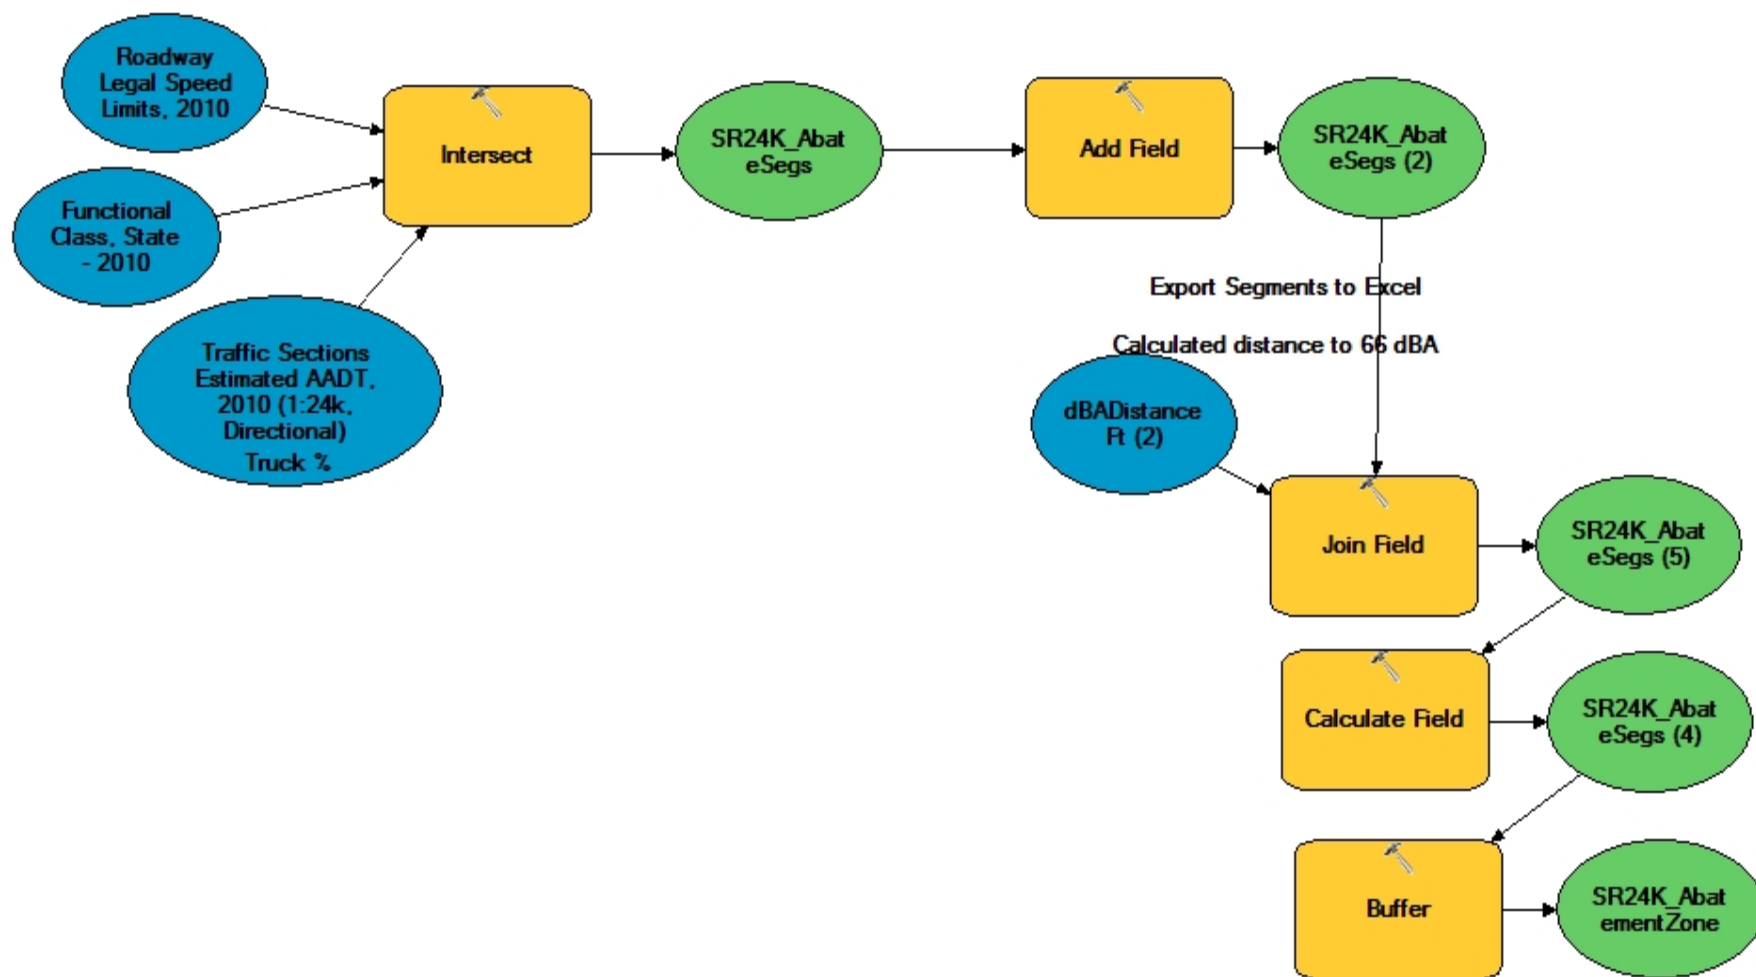 Roadway
Legal Speed
Limits, 2010
Functional
Class, State
- 2010
Traffic Sections
Estimated AADT,
2010 (1:24k,
Directional)
Truck %
Intersect
SR24K_Abat
eSegs
Add Field
SR24K_Abat
eSegs (2)
Export Segments to Excel
Calculated distance to 66 dBA
dBADistance
Ft (2)
Join Field
SR24K_Abat
eSegs (5)
Calculate Field
SR24K_Abat
eSegs (4)
Buffer
SR24K_Abat
ementZone